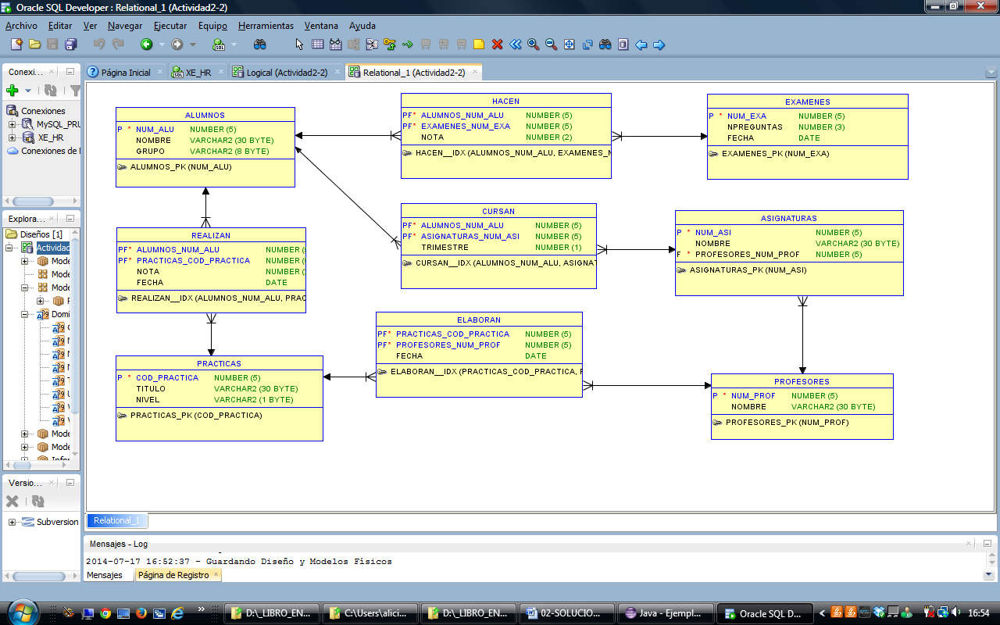 Oracle SQL Developer : Relational_1 (Actividad2-2)
Archivo Editar Ver Navegar Ejecutar Equipo Herramientas Ventana Ayuda
Conexi...
Conexiones
MySQL_PRU
XE_HR
Conexiones de
Explora...
Diseños [1]
Actividad
Mode
Mode
Mode
Domi
Mode
Mode
Versio...
Subversion
Página Inicial XE_HR Logical (Actividad2-2) Relational_1 (Actividad2-2)
ALUMNOS
P * NUM_ALU NUMBER (5)
NOMBRE VARCHAR2 (30 BYTE)
GRUPO VARCHAR2 (8 BYTE)
ALUMNOS_PK (NUM_ALU)
HACEN
PF* ALUMNOS_NUM_ALU NUMBER (5)
PF* EXAMENES_NUM_EXA NUMBER (5)
NOTA NUMBER (2)
HACEN__IDX (ALUMNOS_NUM_ALU, EXAMENES_N
EXAMENES
P * NUM_EXA NUMBER (5)
NPREGUNTAS NUMBER (3)
FECHA DATE
EXAMENES_PK (NUM_EXA)
CURSAN
PF* ALUMNOS_NUM_ALU NUMBER (5)
PF* ASIGNATURAS_NUM_ASI NUMBER (5)
TRIMESTRE NUMBER (1)
CURSAN__IDX (ALUMNOS_NUM_ALU, ASIGNAT
ASIGNATURAS
P * NUM_ASI NUMBER (5)
NOMBRE VARCHAR2 (30 BYTE)
F * PROFESORES_NUM_PROF NUMBER (5)
ASIGNATURAS_PK (NUM_ASI)
REALIZAN
PF* ALUMNOS_NUM_ALU NUMBER (
PF* PRACTICAS_COD_PRACTICA NUMBER (
NOTA NUMBER (
FECHA DATE
REALIZAN__IDX (ALUMNOS_NUM_ALU, PRAC
ELABORAN
PF* PRACTICAS_COD_PRACTICA NUMBER (5)
PF* PROFESORES_NUM_PROF NUMBER (5)
FECHA DATE
ELABORAN__IDX (PRACTICAS_COD_PRACTICA, F
PRACTICAS
P * COD_PRACTICA NUMBER (5)
TITULO VARCHAR2 (30 BYTE)
NIVEL VARCHAR2 (1 BYTE)
PRACTICAS_PK (COD_PRACTICA)
PROFESORES
P * NUM_PROF NUMBER (5)
NOMBRE VARCHAR2 (30 BYTE)
PROFESORES_PK (NUM_PROF)
Relational_1
Mensajes - Log
2014-07-17 16:52:37 - Guardando Diseño y Modelos Físicos
Mensajes Página de Registro
D:\_LIBRO_EN... C:\Users\alici... D:\_LIBRO_EN... 02-SOLUCIO... Java - Ejempl... Oracle SQL D... 16:54